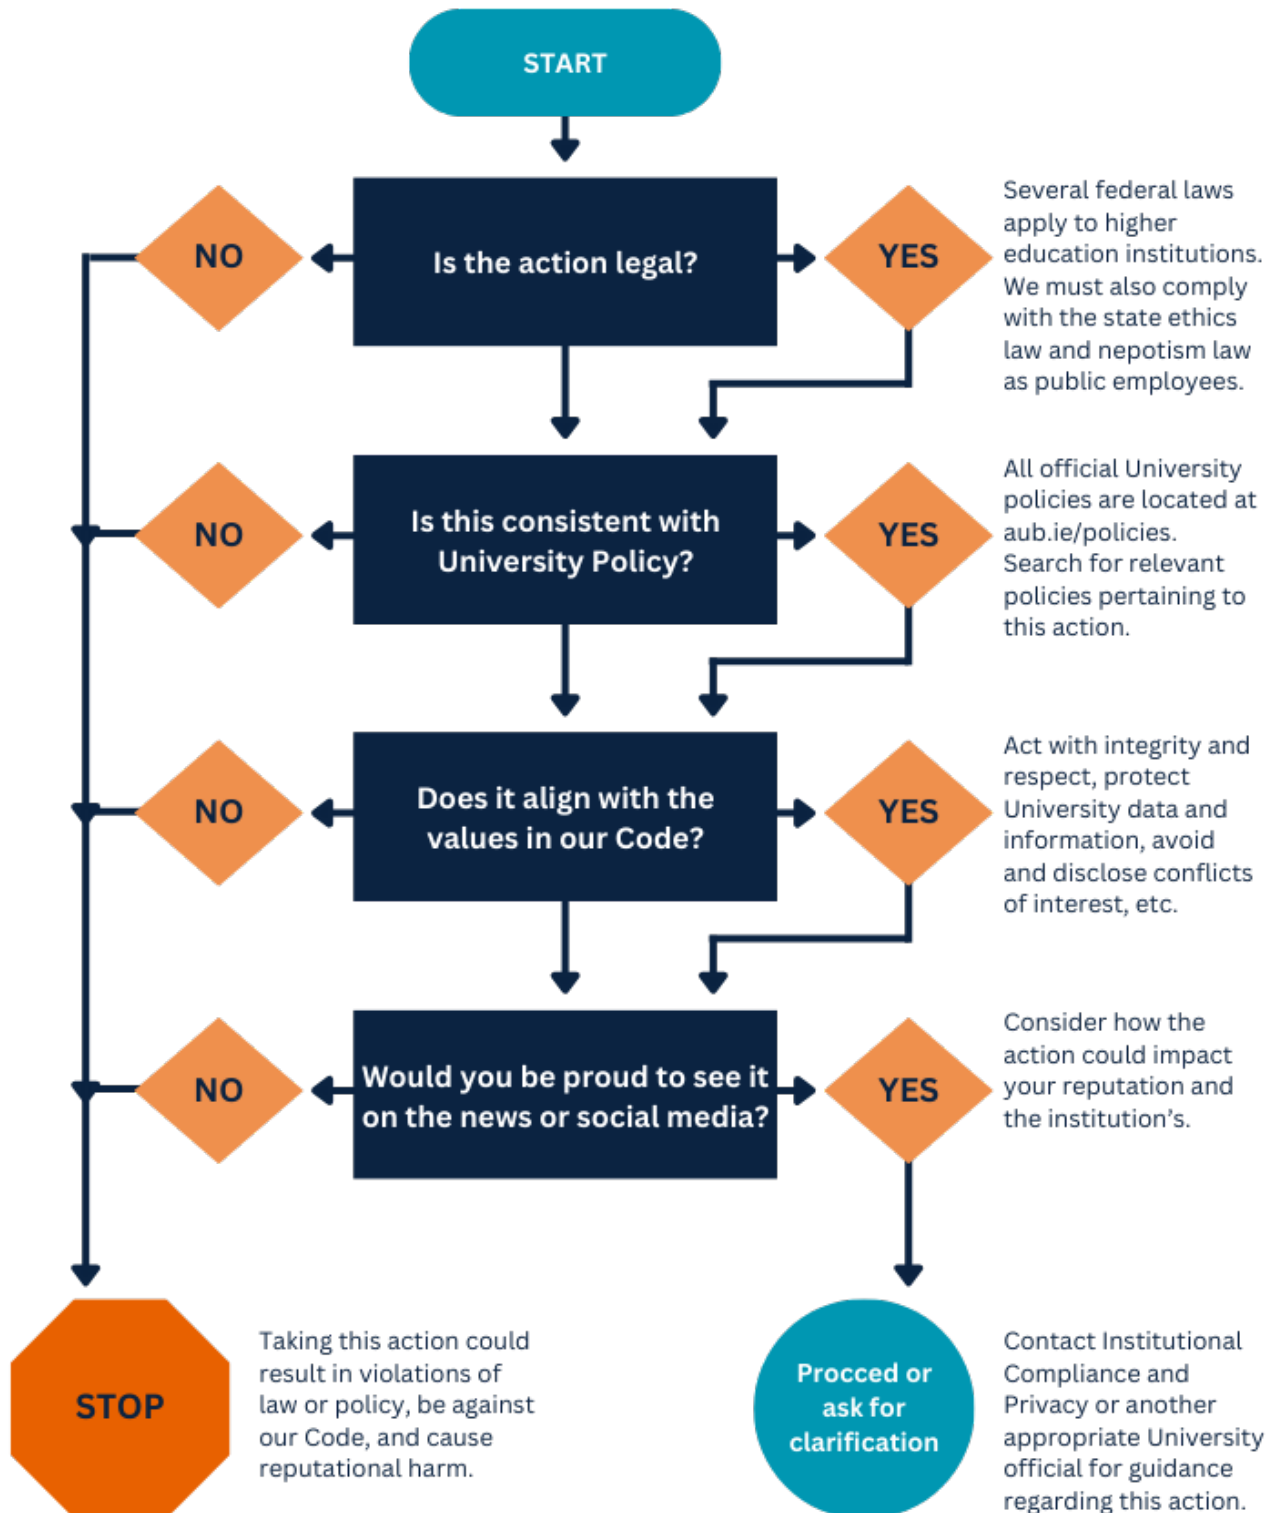 START
NO
Is the action legal?
YES
Several federal laws
apply to higher
education institutions.
We must also comply
with the state ethics
law and nepotism law
as public employees.
NO
Is this consistent with
University Policy?
YES
All official University
policies are located at
aub.ie/policies.
Search for relevant
policies pertaining to
this action.
NO
Does it align with the
values in our Code?
YES
Act with integrity and
respect, protect
University data and
information, avoid
and disclose conflicts
of interest, etc.
NO
Would you be proud to see it
on the news or social media?
YES
Consider how the
action could impact
your reputation and
the institution’s.
STOP
Taking this action could
result in violations of
law or policy, be against
our Code, and cause
reputational harm.
Procced or
ask for
clarification
Contact Institutional
Compliance and
Privacy or another
appropriate University
official for guidance
regarding this action.